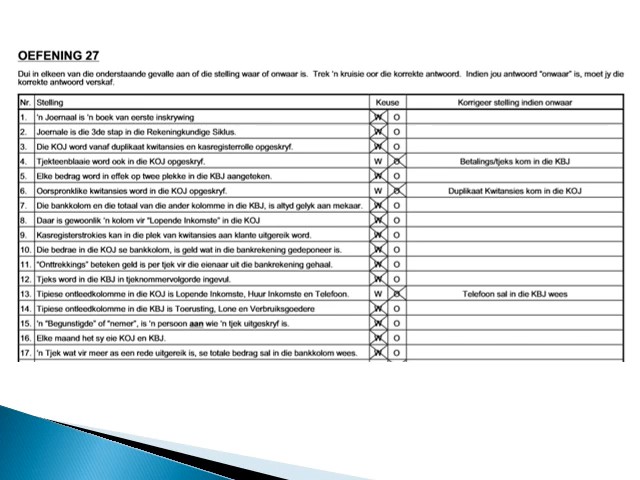 OEFENING 27
Dui in elkeen van die onderstaande gevalle aan of die stelling waar of onwaar is. Trek 'n kruisie oor die korrekte antwoord. Indien jou antwoord "onwaar" is, moet jy die
korrekte antwoord verskaf.
Nr. Stelling Keuse Korrigeer stelling indien onwaar
1. 'n Joernaal is 'n boek van eerste inskrywing W O
2. Joernale is die 3de stap in die Rekeningkundige Siklus. W O
3. Die KOJ word vanaf duplikaat kwitansies en kasregisterrolle opgeskryf. W O
4. Tjekteenblaaie word ook in die KOJ opgeskryf. W O Betalings/tjeks kom in die KBJ
5. Elke bedrag word in effek op twee plekke in die KBJ aangeteken. W O
6. Oorspronklike kwitansies word in die KOJ opgeskryf. W O Duplikaat Kwitansies kom in die KOJ
7. Die bankkolom en die totaal van die ander kolomme in die KBJ, is altyd gelyk aan mekaar. W O
8. Daar is gewoonlik 'n kolom vir "Lopende Inkomste" in die KOJ W O
9. Kasregisterstrokies kan in die plek van kwitansies aan klante uitgereik word. W O
10. Die bedrae in die KOJ se bankkolom, is geld wat in die bankrekening gedeponeer is. W O
11. "Onttrekkings" beteken geld is per tjek vir die eienaar uit die bankrekening gehaal. W O
12. Tjeks word in die KBJ in tjeknommervolgorde ingevul. W O
13. Tipiese ontleedkolomme in die KOJ is Lopende Inkomste, Huur Inkomste en Telefoon. W O Telefoon sal in die KBJ wees
14. Tipiese ontleedkolomme in die KBJ is Toerusting, Lone en Verbruiksgoedere W O
15. 'n "Begunstigde" of "nemer", is 'n persoon aan wie 'n tjek uitgeskryf is. W O
16. Elke maand het sy eie KOJ en KBJ. W O
17. 'n Tjek wat vir meer as een rede uitgereik is, se totale bedrag sal in die bankkolom wees. W O